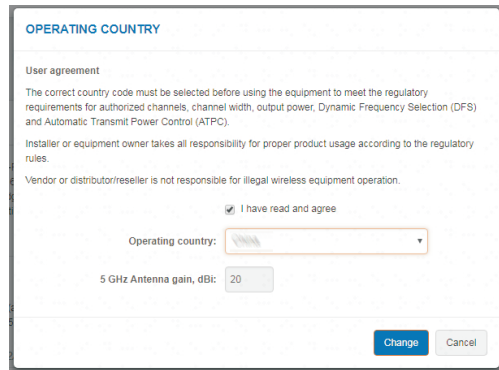 OPERATING COUNTRY
User agreement
The correct country code must be selected before using the equipment to meet the regulatory
requirements for authorized channels, channel width, output power, Dynamic Frequency Selection (DFS)
and Automatic Transmit Power Control (ATPC).
Installer or equipment owner takes all responsibility for proper product usage according to the regulatory
rules.
Vendor or distributor/reseller is not responsible for illegal wireless equipment operation.
I have read and agree
Operating country:
5 GHz Antenna gain, dBi: 20
Change Cancel